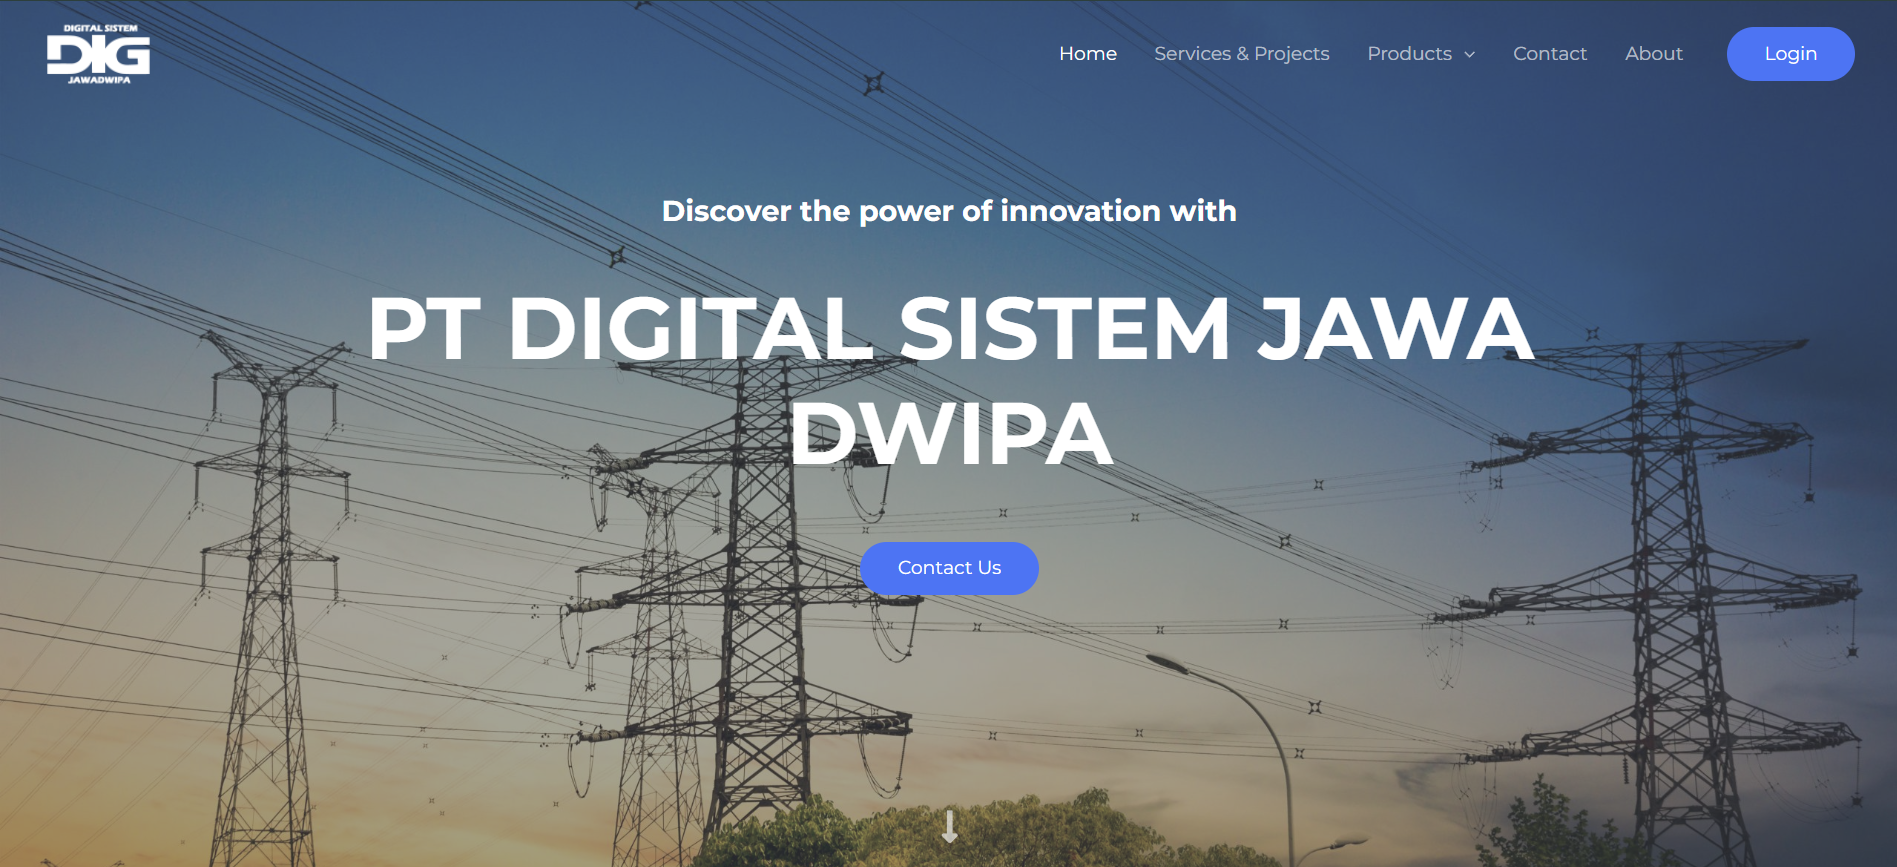 DIGITAL SISTEM
DIG
JAWADWIPA
Home
Services & Projects
Products
Contact
About
Login
Discover the power of innovation with
PT DIGITAL SISTEM JAWA
DWIPA
Contact Us